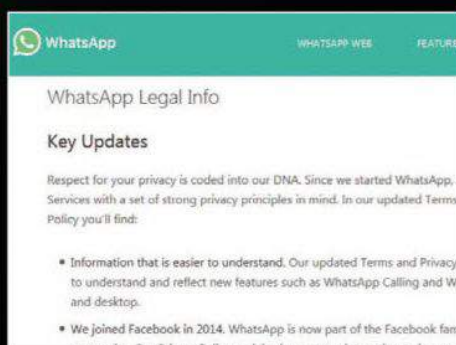 WhatsApp
WHATSAPP WEB FEATURE
WhatsApp Legal Info
Key Updates
Respect for your privacy is coded into our DNA. Since we started WhatsApp,
Services with a set of strong privacy principles in mind. In our updated Terms
Policy you'll find:
• Information that is easier to understand. Our updated Terms and Privacy
to understand and reflect new features such as WhatsApp Calling and W
and desktop.
• We joined Facebook in 2014. WhatsApp is now part of the Facebook fam